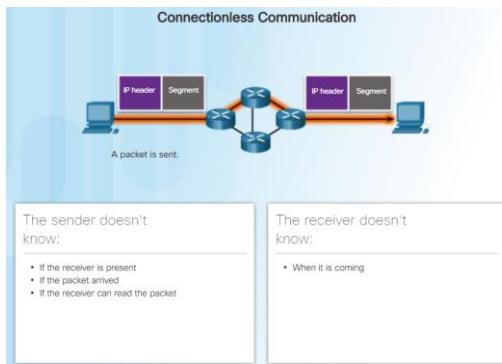 Connectionless Communication
IP header Segment
IP header Segment
A packet is sent.
The sender doesn't
know:
• If the receiver is present
• If the packet arrived
• If the receiver can read the packet
The receiver doesn't
know:
• When it is coming